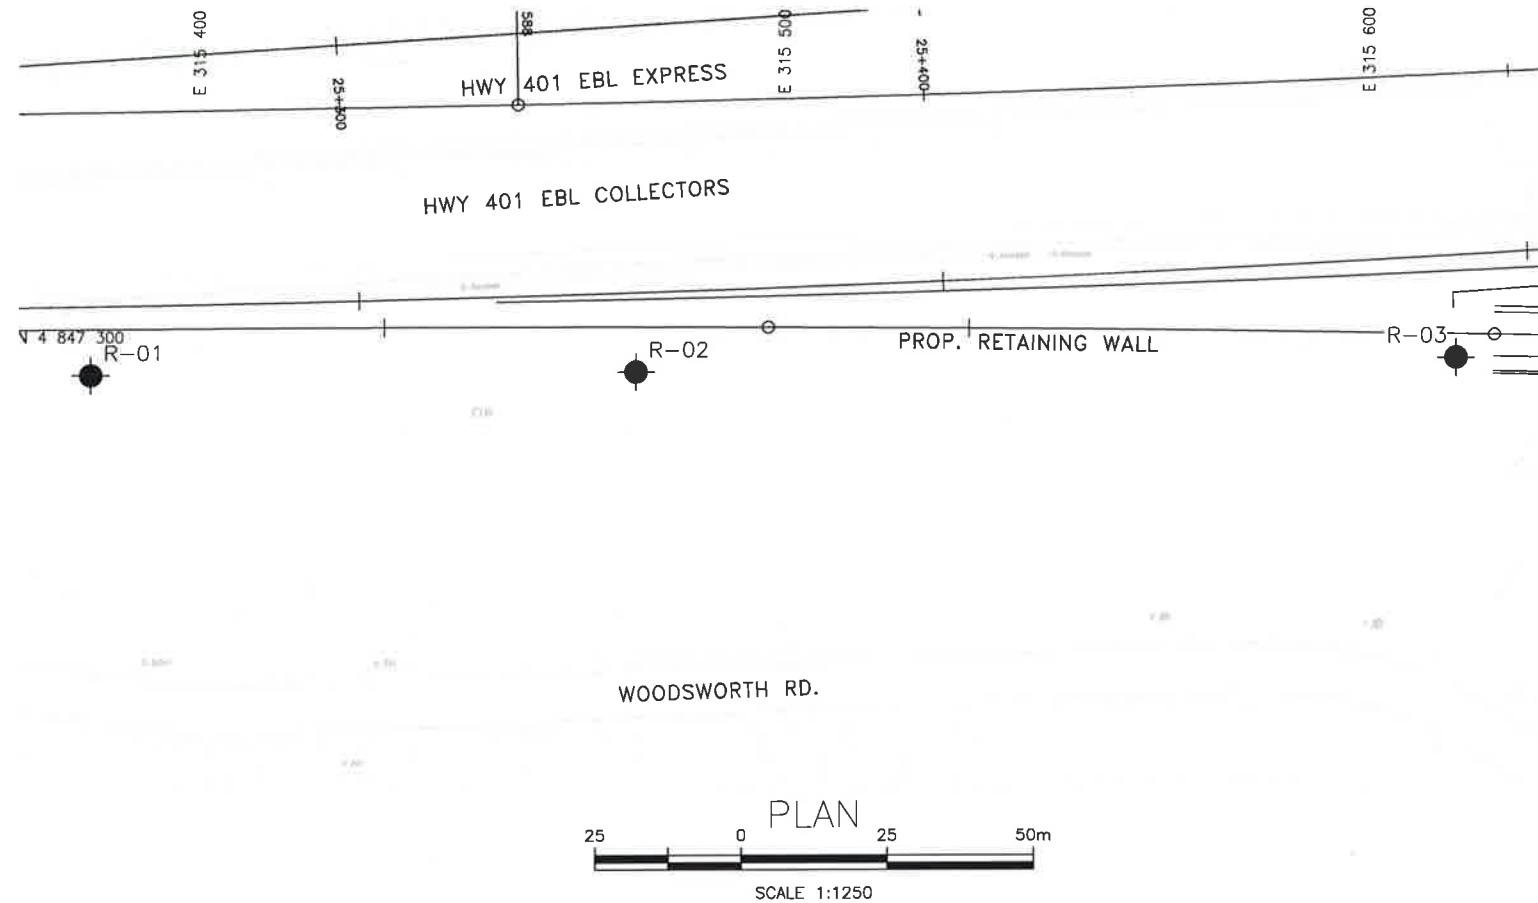 E 315 400
588
E 315 500
25+400
E 315 600
25+300
HWY 401 EBL EXPRESS
HWY 401 EBL COLLECTORS
N 4 847 300
R-01
R-02
PROP. RETAINING WALL
R-03
WOODSWORTH RD.
PLAN
25 0 25 50m
SCALE 1:1250